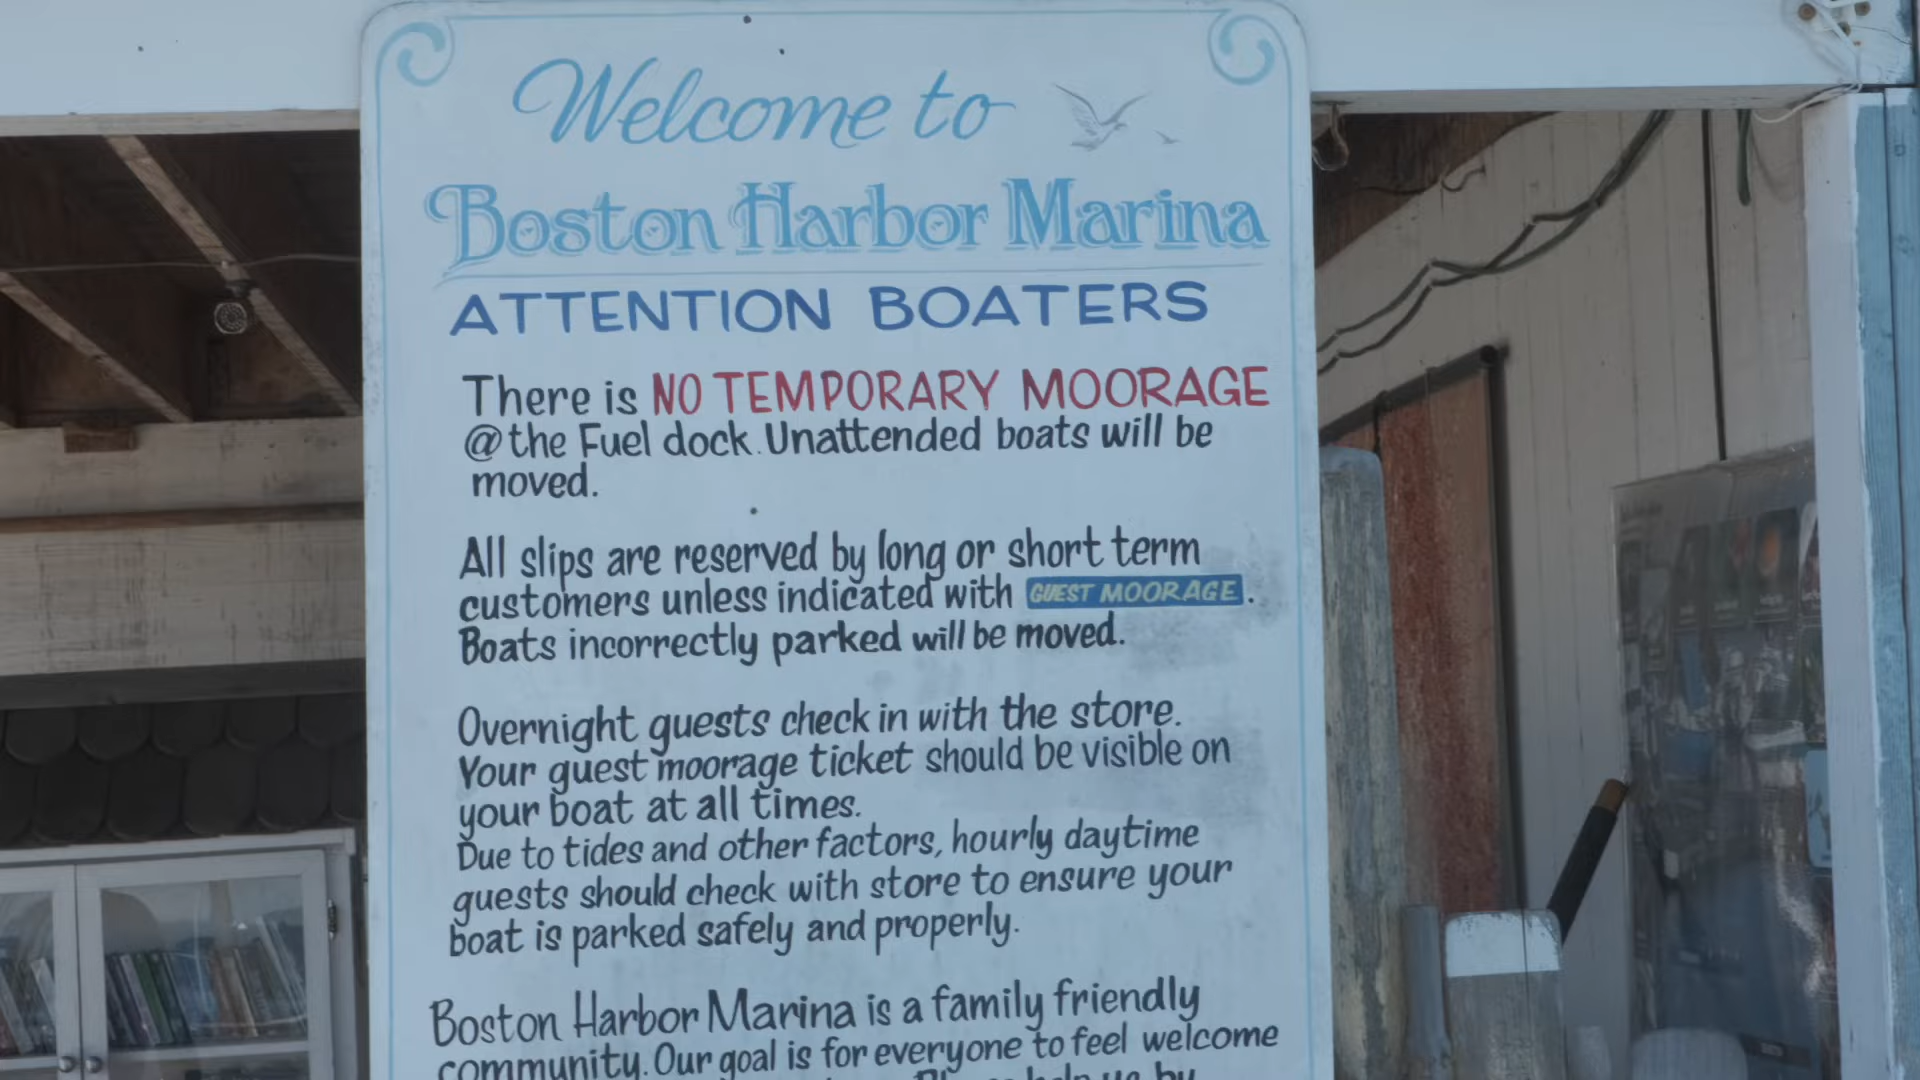 Welcome to
Boston Harbor Marina
ATTENTION BOATERS
There is NO TEMPORARY MOORAGE
@ the Fuel dock. Unattended boats will be
moved.
All slips are reserved by long or short term
customers unless indicated with GUEST MOORAGE.
Boats incorrectly parked will be moved.
Overnight guests check in with the store.
Your guest moorage ticket should be visible on
your boat at all times.
Due to tides and other factors, hourly daytime
guests should check with store to ensure your
boat is parked safely and properly.
Boston Harbor Marina is a family friendly
community. Our goal is for everyone to feel welcome
help us by